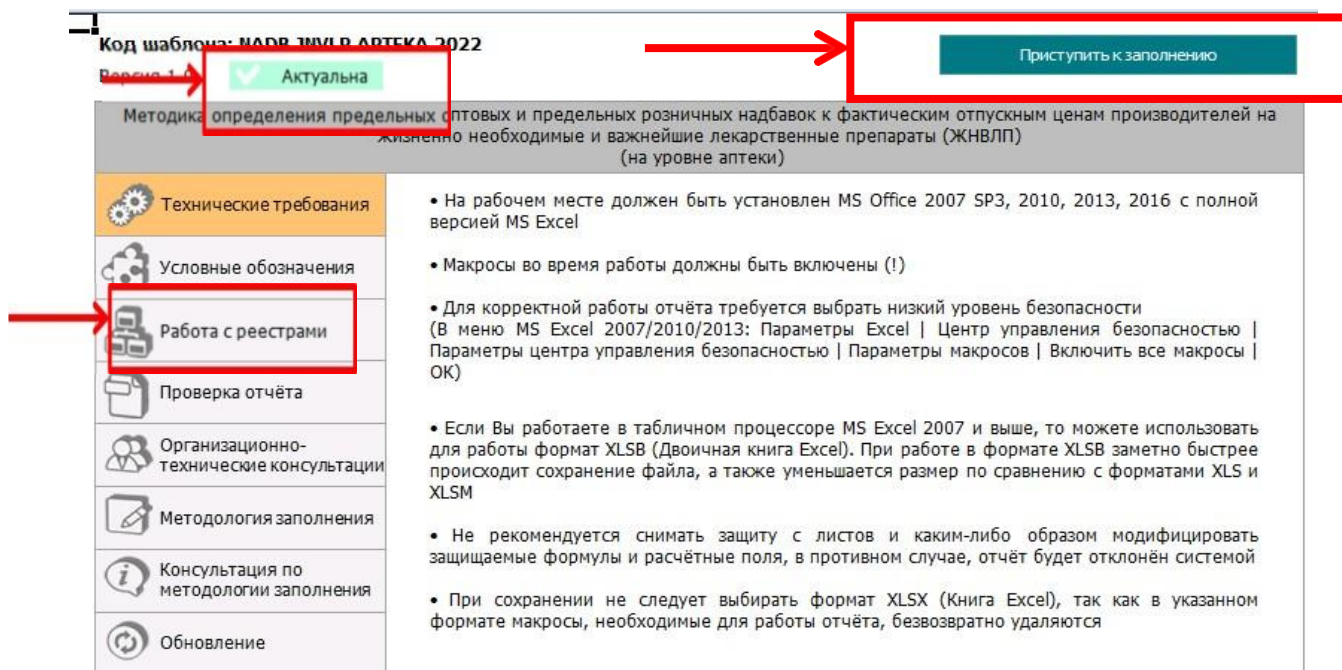 Код шаблона: NADB.JNVLP.APTEKA.2022
Приступить к заполнению
Версия 1.0
Актуальна
Методика определения предельных оптовых и предельных розничных надбавок к фактическим отпускным ценам производителей на
жизненно необходимые и важнейшие лекарственные препараты (ЖНВЛП)
(на уровне аптеки)
Технические требования
Условные обозначения
Работа с реестрами
Проверка отчёта
Организационно-
технические консультации
Методология заполнения
Консультация по
методологии заполнения
Обновление
• На рабочем месте должен быть установлен MS Office 2007 SP3, 2010, 2013, 2016 с полной
версией MS Excel
• Макросы во время работы должны быть включены (!)
• Для корректной работы отчёта требуется выбрать низкий уровень безопасности
(В меню MS Excel 2007/2010/2013: Параметры Excel | Центр управления безопасностью |
Параметры центра управления безопасностью | Параметры макросов | Включить все макросы |
OK)
• Если Вы работаете в табличном процессоре MS Excel 2007 и выше, то можете использовать
для работы формат XLSB (Двоичная книга Excel). При работе в формате XLSB заметно быстрее
происходит сохранение файла, а также уменьшается размер по сравнению с форматами XLS и
XLSM
• Не рекомендуется снимать защиту с листов и каким-либо образом модифицировать
защищаемые формулы и расчётные поля, в противном случае, отчёт будет отклонён системой
• При сохранении не следует выбирать формат XLSX (Книга Excel), так как в указанном
формате макросы, необходимые для работы отчёта, безвозвратно удаляются